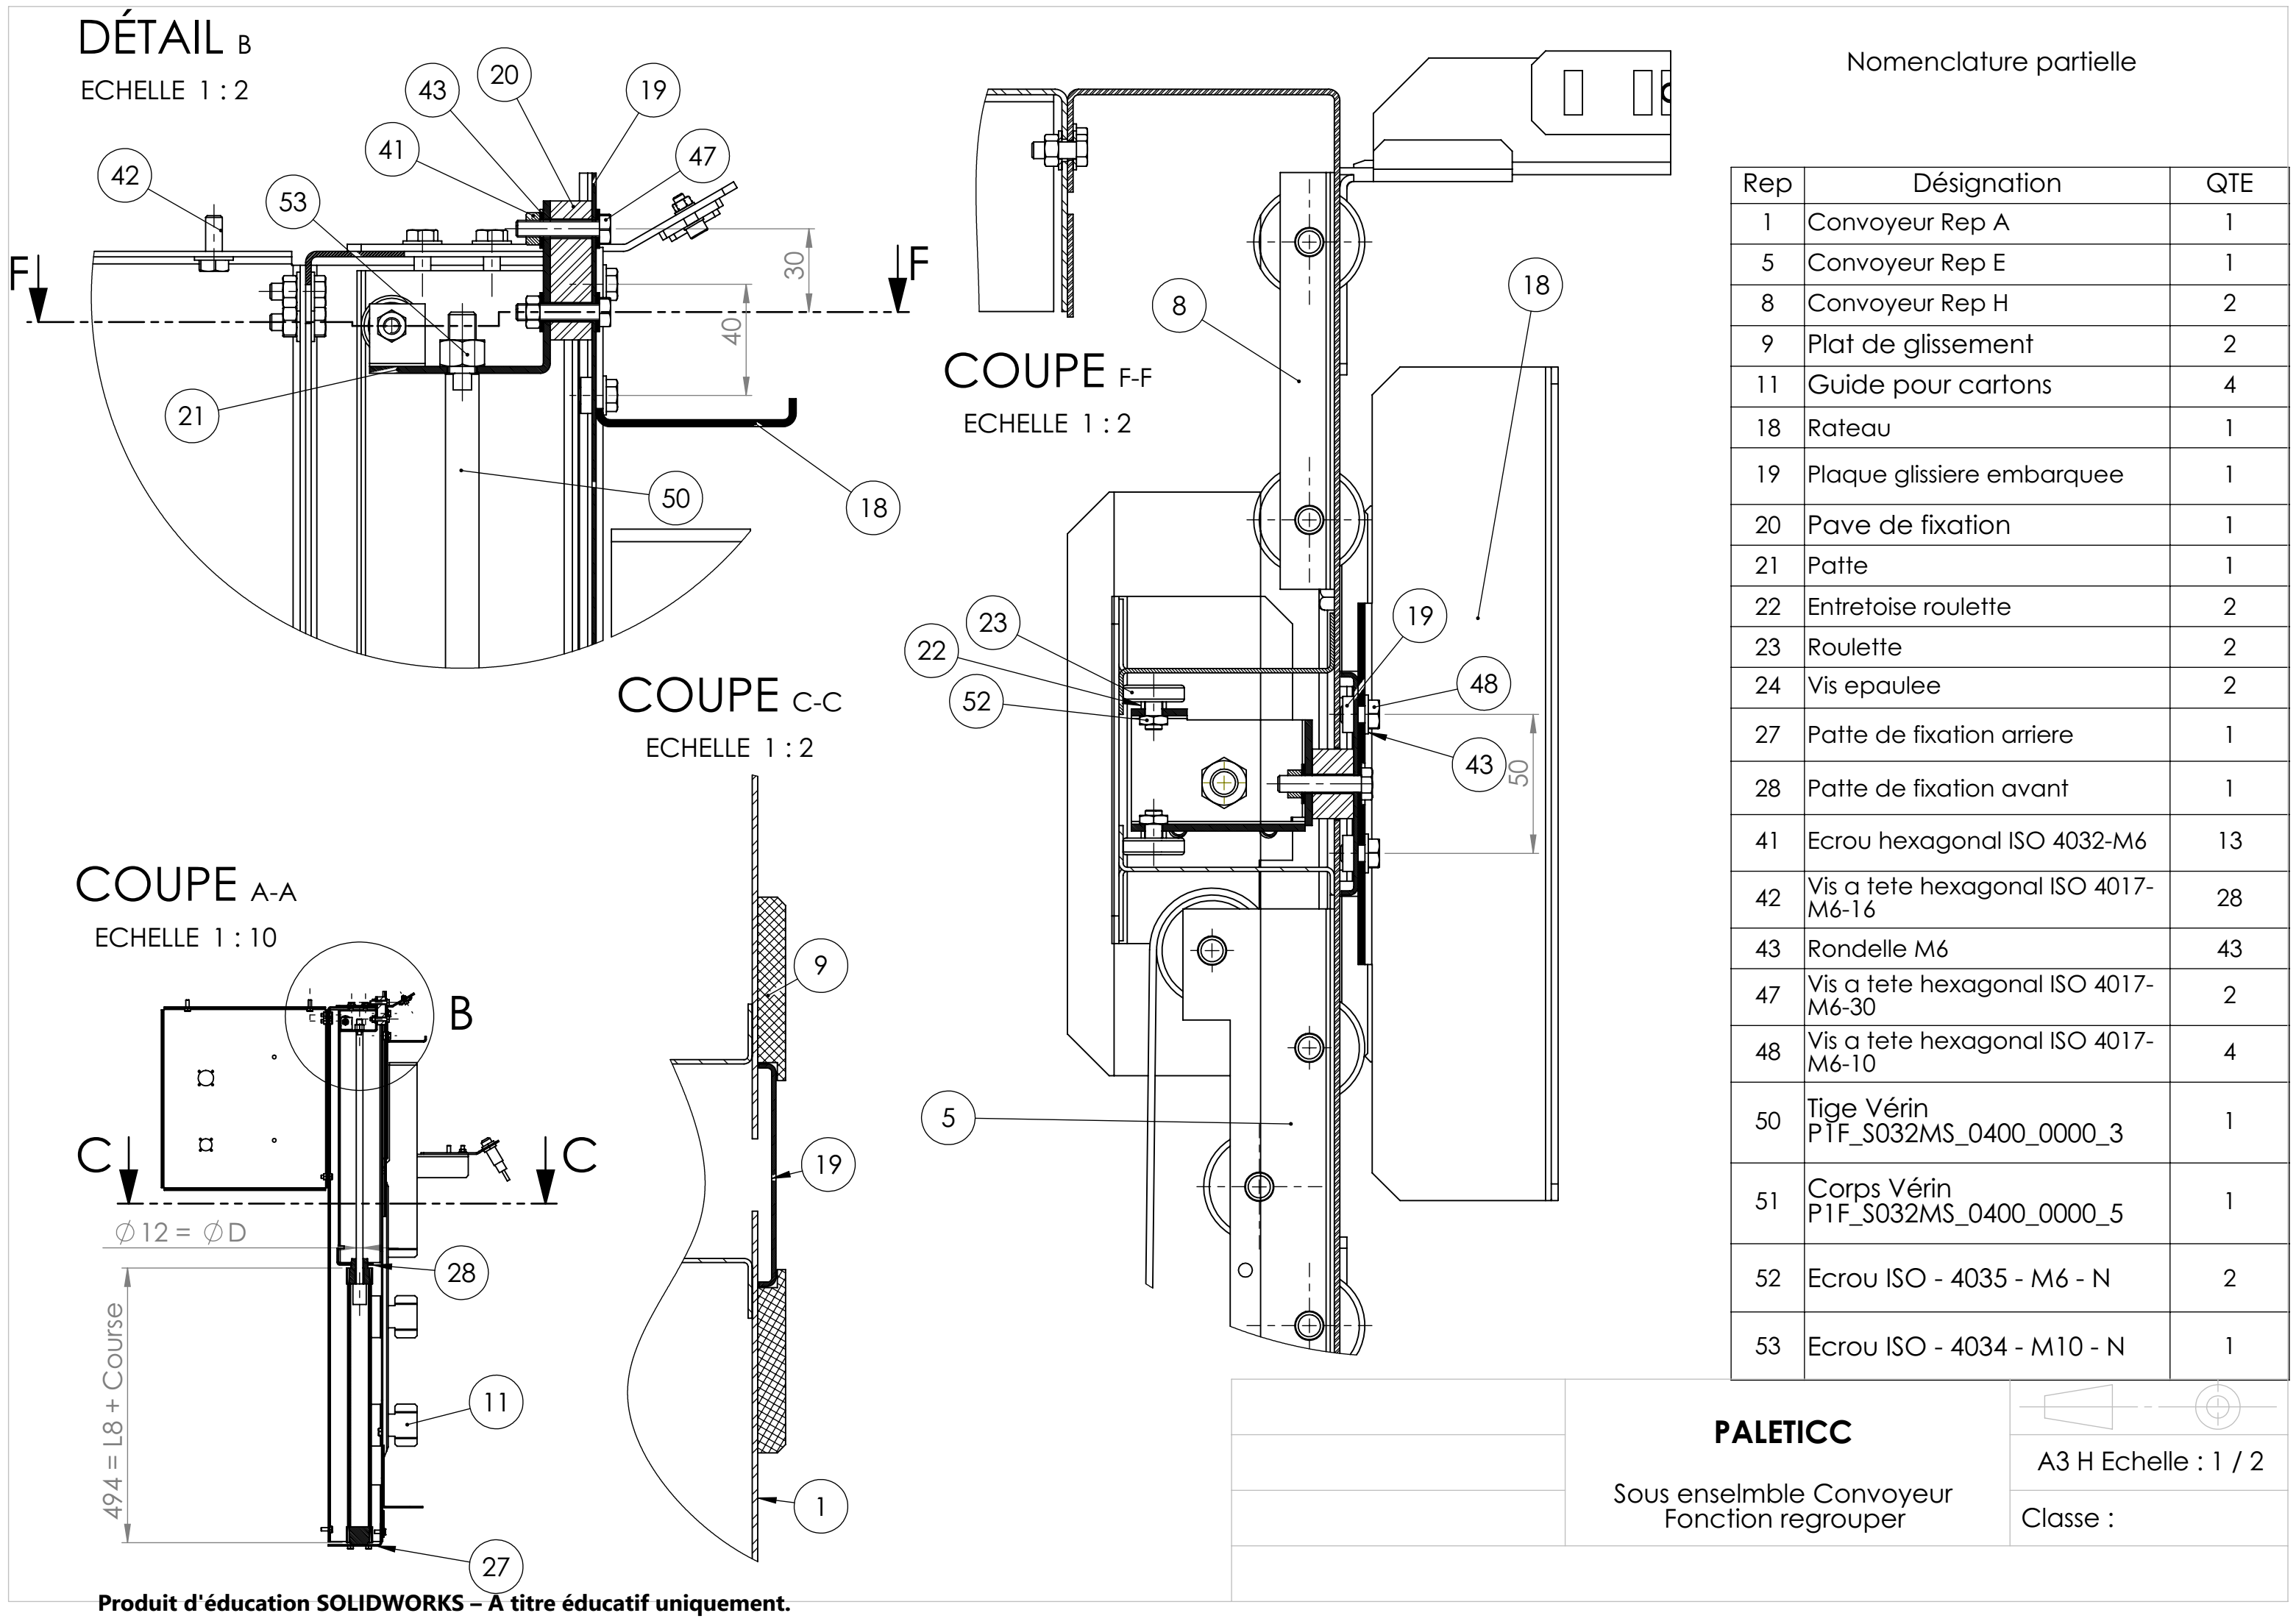 DÉTAIL B
ECHELLE 1 : 2
42
53
41
43
20
19
47
F
F
30
40
21
50
18
COUPE F-F
ECHELLE 1 : 2
8
18
23
22
52
19
48
43
50
5
COUPE C-C
ECHELLE 1 : 2
9
19
1
COUPE A-A
ECHELLE 1 : 10
B
C
C
∅12 = ∅D
28
494 = L8 + Course
11
27
Nomenclature partielle
Rep Désignation QTE
1 Convoyeur Rep A 1
5 Convoyeur Rep E 1
8 Convoyeur Rep H 2
9 Plat de glissement 2
11 Guide pour cartons 4
18 Rateau 1
19 Plaque glissiere embarquee 1
20 Pave de fixation 1
21 Patte 1
22 Entretoise roulette 2
23 Roulette 2
24 Vis epaulee 2
27 Patte de fixation arriere 1
28 Patte de fixation avant 1
41 Ecrou hexagonal ISO 4032-M6 13
42 Vis a tete hexagonal ISO 4017-
M6-16 28
43 Rondelle M6 43
47 Vis a tete hexagonal ISO 4017-
M6-30 2
48 Vis a tete hexagonal ISO 4017-
M6-10 4
50 Tige Vérin
P1F_S032MS_0400_0000_3 1
51 Corps Vérin
P1F_S032MS_0400_0000_5 1
52 Ecrou ISO - 4035 - M6 - N 2
53 Ecrou ISO - 4034 - M10 - N 1
PALETICC
Sous enselmble Convoyeur
Fonction regrouper
A3 H Echelle : 1 / 2
Classe :
Produit d'éducation SOLIDWORKS – A titre éducatif uniquement.